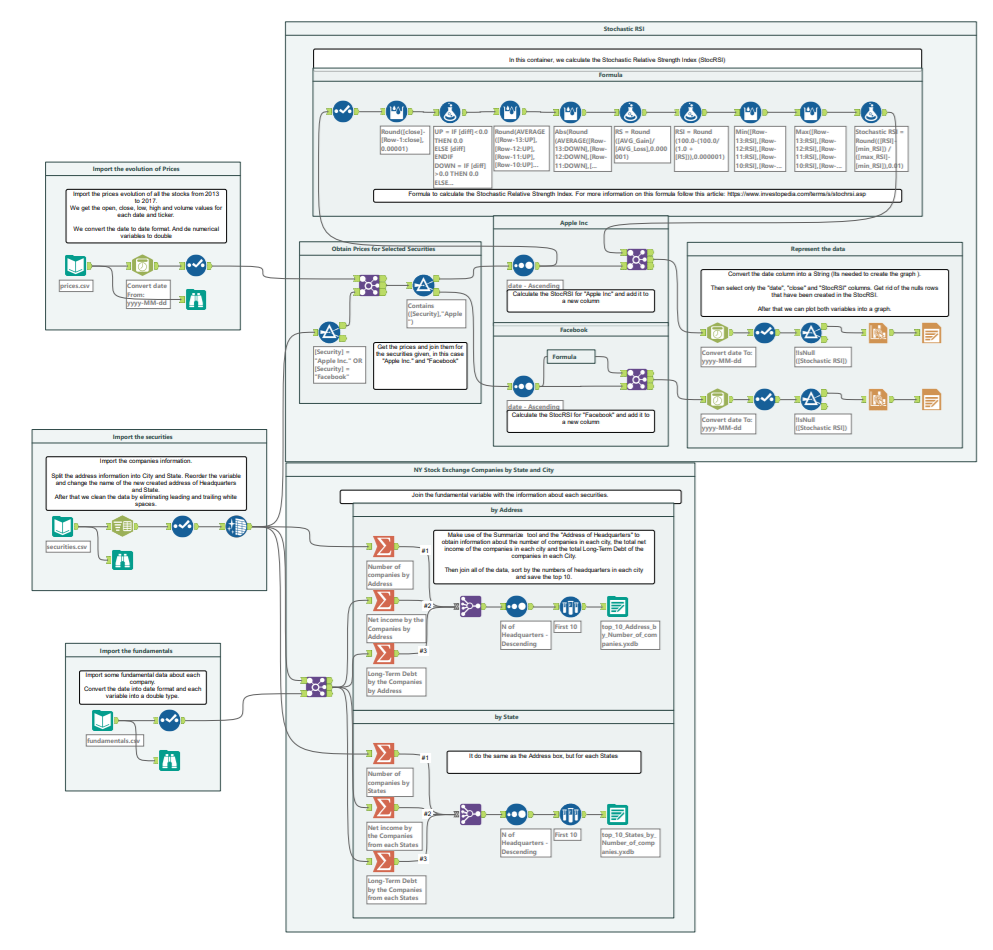 Stochastic RSI
In this container, we calculate the Stochastic Relative Strength Index (StocRSI)
Formula
Round([close]-
[Row-1:close],
0.00001)
UP = IF [diff]<0.0
THEN 0.0
ELSE [diff]
ENDIF
DOWN = IF [diff]
>0.0 THEN 0.0
ELSE...
Round(AVERAGE
([Row-13:UP],
[Row-12:UP],
[Row-11:UP],
[Row-10:UP]...
Abs(Round
(AVERAGE([Row-
13:DOWN],[Row-
12:DOWN],[Row-
11:DOWN],[...
RS = Round
([AVG_Gain]/
[AVG_Loss],0.000
001)
RSI = Round
(100.0-(100.0/
(1.0 +
[RS])),0.000001)
Min([Row-
13:RSI],[Row-
12:RSI],[Row-
11:RSI],[Row-
10:RSI],[Row-...
Max([Row-
13:RSI],[Row-
12:RSI],[Row-
11:RSI],[Row-
10:RSI],[Row-...
Stochastic RSI =
Round(([RSI]-
[min_RSI]) /
([max_RSI]-
[min_RSI]),0.01)
Formula to calculate the Stochastic Relative Strength Index. For more information on this formula follow this article: https://www.investopedia.com/terms/s/stochrsi.asp
Import the evolution of Prices
Import the prices evolution of all the stocks from 2013
to 2017.
We get the open, close, low, high and volume values for
each date and ticker.
We convert the date to date format. And de numerical
variables to double
prices.csv
Convert date
From:
yyyy-MM-dd
Obtain Prices for Selected Securities
Contains
([Security],"Apple
")
[Security] =
"Apple Inc." OR
[Security] =
"Facebook"
Get the prices and join them for
the securities given, in this case
"Apple Inc." and "Facebook"
Apple Inc
date - Ascending
Calculate the StocRSI for "Apple Inc" and add it to
a new column
Facebook
Formula
date - Ascending
Calculate the StocRSI for "Facebook" and add it to
a new column
Represent the data
Convert the date column into a String (Its needed to create the graph ).
Then select only the "date", "close" and "StockRSI" columns. Get rid of the nulls rows
that have been created in the StocRSI.
After that we can plot both variables into a graph.
Convert date To:
yyyy-MM-dd
!IsNull
([Stochastic RSI])
Convert date To:
yyyy-MM-dd
!IsNull
([Stochastic RSI])
Import the securities
Import the companies information.
Split the address information into City and State. Reorder the variable
and change the name of the new created address of Headquarters
and State.
After that we clean the data by eliminating leading and trailing white
spaces.
securities.csv
NY Stock Exchange Companies by State and City
Join the fundamental variable with the information about each securities.
by Address
Make use of the Summarize tool and the "Address of Headquarters" to
obtain information about the number of companies in each city, the total net
income of the companies in each city and the total Long-Term Debt of the
companies in each City.
Then join all of the data, sort by the numbers of headquarters in each city
and save the top 10.
#1
Number of
companies by
Address
#2
Net income by the
Companies by
Address
#3
Long-Term Debt
by the Companies
by Address
N of
Headquarters -
Descending
First 10
top_10_Address_b
y_Number_of_com
panies.yxdb
Import the fundamentals
Import some fundamental data about each
company.
Convert the date into date format and each
variable into a double type.
fundamentals.csv
by State
It do the same as the Address box, but for each States
#1
Number of
companies by
States
#2
Net income by
the Companies
from each States
#3
Long-Term Debt
by the Companies
from each States
N of
Headquarters -
Descending
First 10
top_10_States_by_
Number_of_comp
anies.yxdb